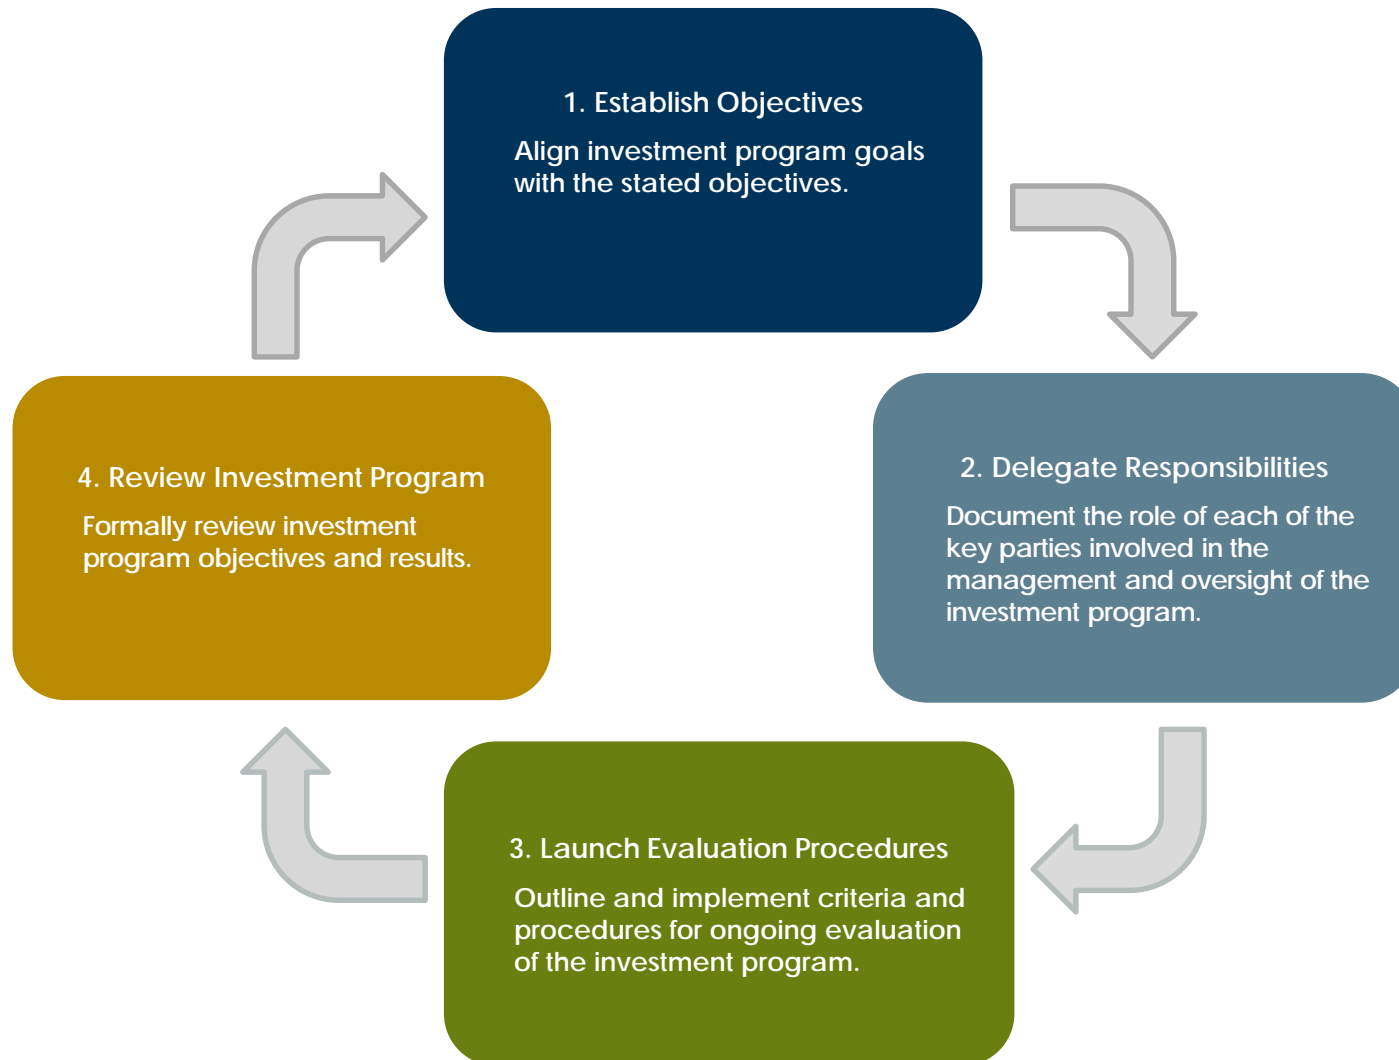 1. Establish Objectives
Align investment program goals
with the stated objectives.
2. Delegate Responsibilities
Document the role of each of the
key parties involved in the
management and oversight of the
investment program.
3. Launch Evaluation Procedures
Outline and implement criteria and
procedures for ongoing evaluation
of the investment program.
4. Review Investment Program
Formally review investment
program objectives and results.